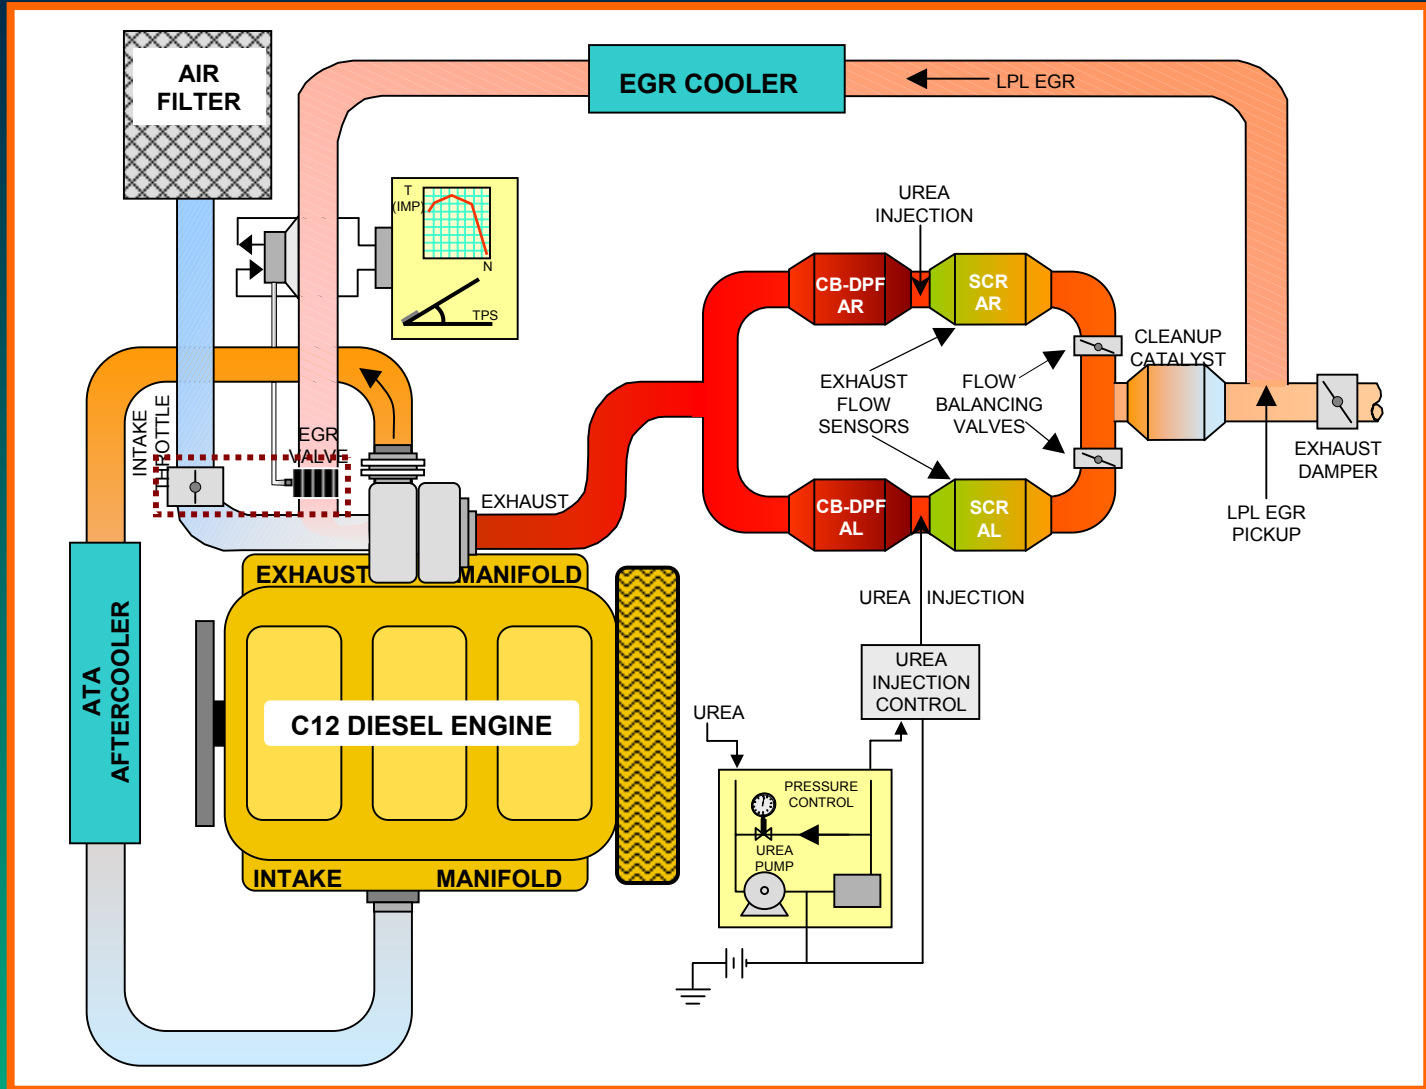 AIR
FILTER
EGR COOLER
LPL EGR
T
(IMP)
N
TPS
UREA
INJECTION
CB-DPF
AR
SCR
AR
CLEANUP
CATALYST
EXHAUST
FLOW
SENSORS
FLOW
BALANCING
VALVES
INTAKE
THROTTLE
EGR
VALVE
EXHAUST
DAMPER
EXHAUST
CB-DPF
AL
SCR
AL
LPL EGR
PICKUP
EXHAUST MANIFOLD
UREA INJECTION
ATA
AFTERCOOLER
UREA
INJECTION
CONTROL
C12 DIESEL ENGINE
UREA
PRESSURE
CONTROL
UREA
PUMP
INTAKE MANIFOLD